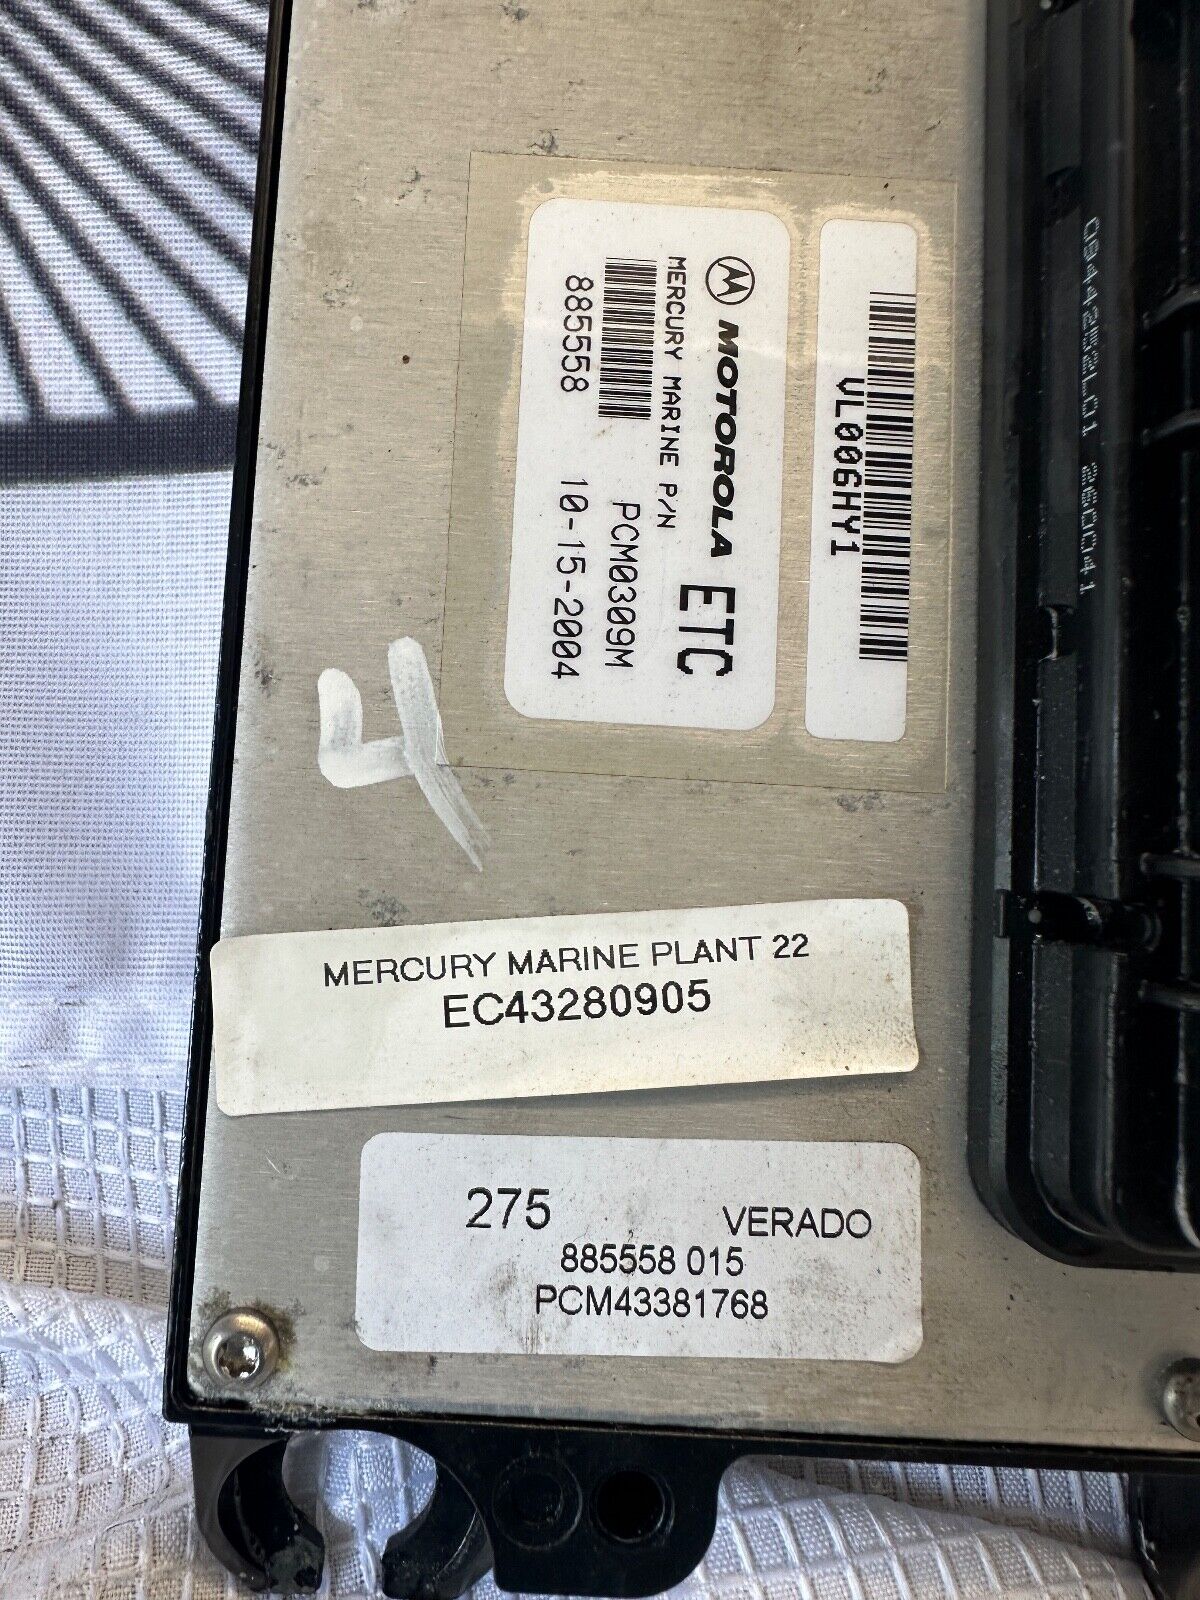 MOTOROLA ETC
MERCURY MARINE P/N
PCM0309M
885558 10-15-2004
VL006HY1
4
MERCURY MARINE PLANT 22
EC43280905
275 VERADO
885558 015
PCM43381768